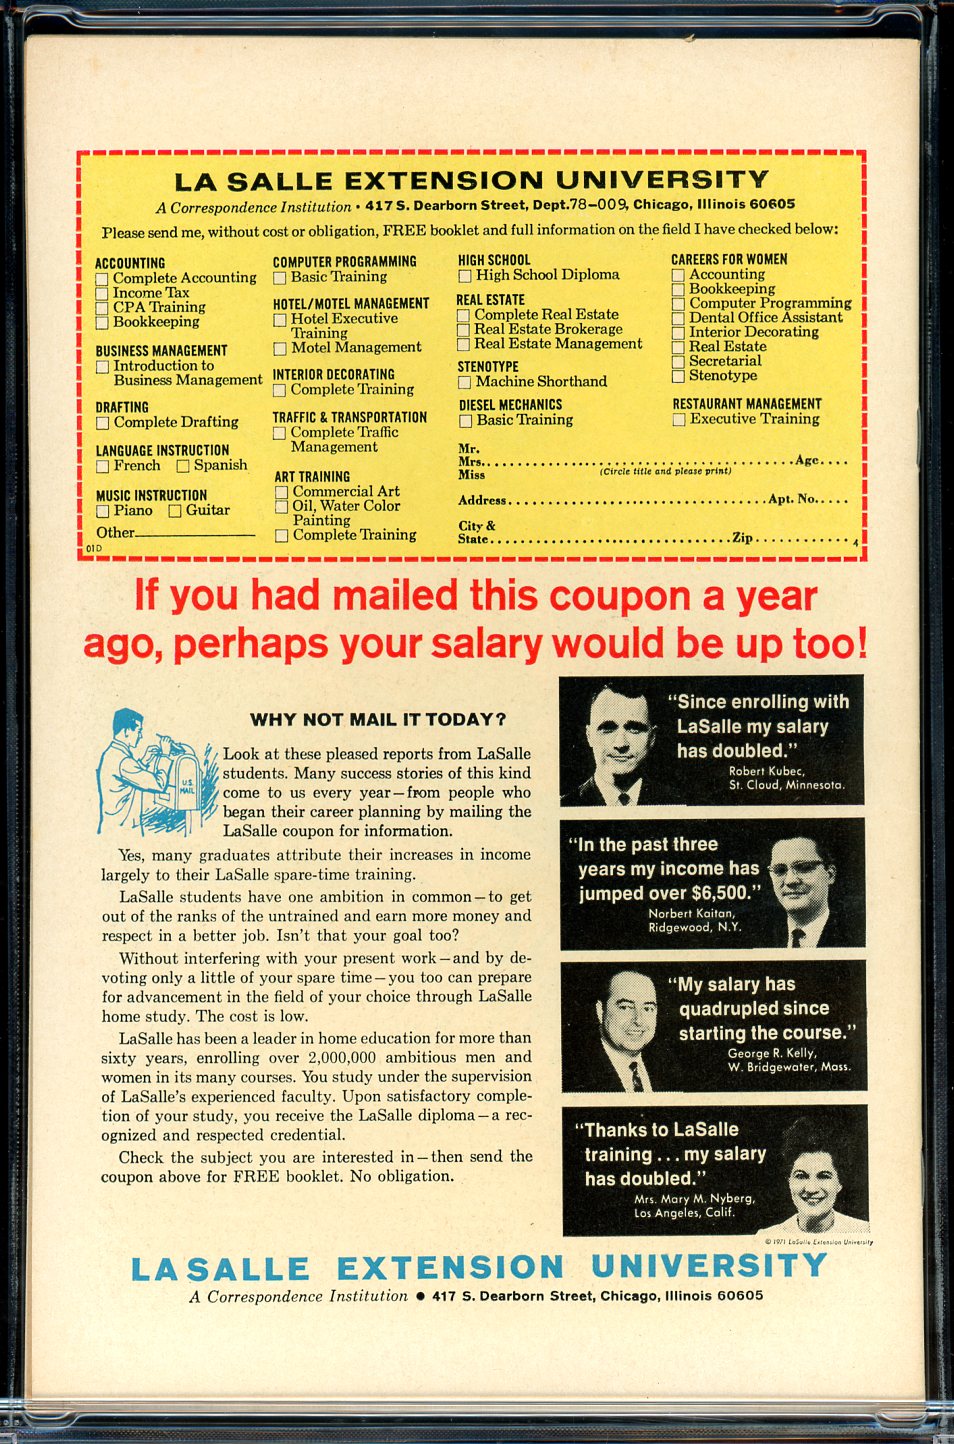 LA SALLE EXTENSION UNIVERSITY
A Correspondence Institution • 417 S. Dearborn Street, Dept.78-009, Chicago, Illinois 60605
Please send me, without cost or obligation, FREE booklet and full information on the field I have checked below:
ACCOUNTING
Complete Accounting
Income Tax
CPA Training
Bookkeeping
BUSINESS MANAGEMENT
Introduction to
Business Management
DRAFTING
Complete Drafting
LANGUAGE INSTRUCTION
French Spanish
MUSIC INSTRUCTION
Piano Guitar
Other
01D
COMPUTER PROGRAMMING
Basic Training
HOTEL/MOTEL MANAGEMENT
Hotel Executive
Training
Motel Management
INTERIOR DECORATING
Complete Training
TRAFFIC & TRANSPORTATION
Complete Traffic
Management
ART TRAINING
Commercial Art
Oil, Water Color
Painting
Complete Training
HIGH SCHOOL
High School Diploma
REAL ESTATE
Complete Real Estate
Real Estate Brokerage
Real Estate Management
STENOTYPE
Machine Shorthand
DIESEL MECHANICS
Basic Training
CAREERS FOR WOMEN
Accounting
Bookkeeping
Computer Programming
Dental Office Assistant
Interior Decorating
Real Estate
Secretarial
Stenotype
RESTAURANT MANAGEMENT
Executive Training
Mr.
Mrs. Age
Miss (Circle title and please print)
Address Apt. No.
City &
State Zip 4
If you had mailed this coupon a year
ago, perhaps your salary would be up too!
WHY NOT MAIL IT TODAY?
U.S.
MAIL
Look at these pleased reports from LaSalle
students. Many success stories of this kind
come to us every year—from people who
began their career planning by mailing the
LaSalle coupon for information.
Yes, many graduates attribute their increases in income
largely to their LaSalle spare-time training.
LaSalle students have one ambition in common—to get
out of the ranks of the untrained and earn more money and
respect in a better job. Isn't that your goal too?
Without interfering with your present work—and by de-
voting only a little of your spare time—you too can prepare
for advancement in the field of your choice through LaSalle
home study. The cost is low.
LaSalle has been a leader in home education for more than
sixty years, enrolling over 2,000,000 ambitious men and
women in its many courses. You study under the supervision
of LaSalle's experienced faculty. Upon satisfactory comple-
tion of your study, you receive the LaSalle diploma—a rec-
ognized and respected credential.
Check the subject you are interested in—then send the
coupon above for FREE booklet. No obligation.
"Since enrolling with
LaSalle my salary
has doubled."
Robert Kubec,
St. Cloud, Minnesota.
"In the past three
years my income has
jumped over $6,500."
Norbert Kaitan,
Ridgewood, N.Y.
"My salary has
quadrupled since
starting the course."
George R. Kelly,
W. Bridgewater, Mass.
"Thanks to LaSalle
training ... my salary
has doubled."
Mrs. Mary M. Nyberg,
Los Angeles, Calif.
© 1971 LaSalle Extension University
LASALLE EXTENSION UNIVERSITY
A Correspondence Institution • 417 S. Dearborn Street, Chicago, Illinois 60605